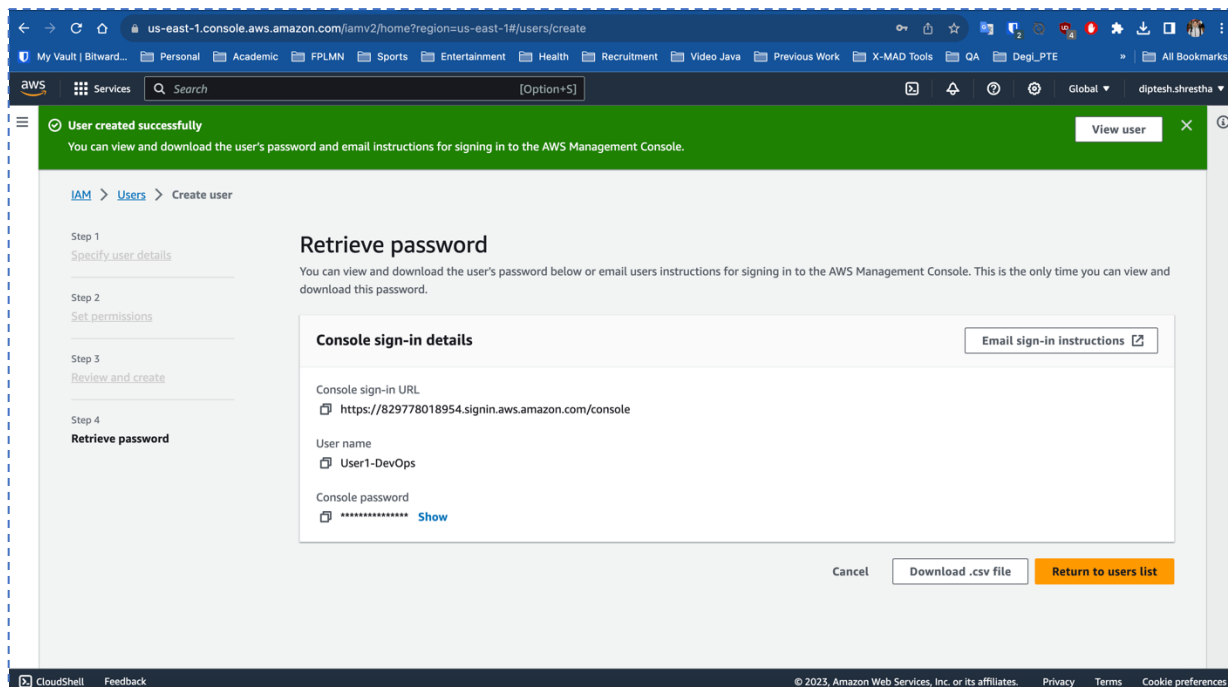 us-east-1.console.aws.amazon.com/iamv2/home?region=us-east-1#/users/create
My Vault | Bitward... Personal Academic FPLMN Sports Entertainment Health Recruitment Video Java Previous Work X-MAD Tools QA Degi_PTE » All Bookmarks
aws Services Search [Option+S] Global diptesh.shrestha
User created successfully
View user
You can view and download the user's password and email instructions for signing in to the AWS Management Console.
IAM > Users > Create user
Step 1
Specify user details
Step 2
Set permissions
Step 3
Review and create
Step 4
Retrieve password
Retrieve password
You can view and download the user's password below or email users instructions for signing in to the AWS Management Console. This is the only time you can view and
download this password.
Console sign-in details
Email sign-in instructions
Console sign-in URL
https://829778018954.signin.aws.amazon.com/console
User name
User1-DevOps
Console password
*************** Show
Cancel Download .csv file Return to users list
CloudShell Feedback © 2023, Amazon Web Services, Inc. or its affiliates. Privacy Terms Cookie preferences